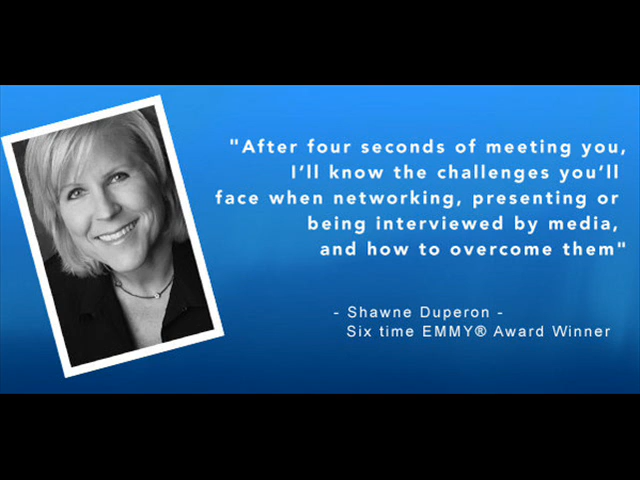 "After four seconds of meeting you,
I'll know the challenges you'll
face when networking, presenting or
being interviewed by media,
and how to overcome them"
- Shawne Duperon -
Six time EMMY® Award Winner